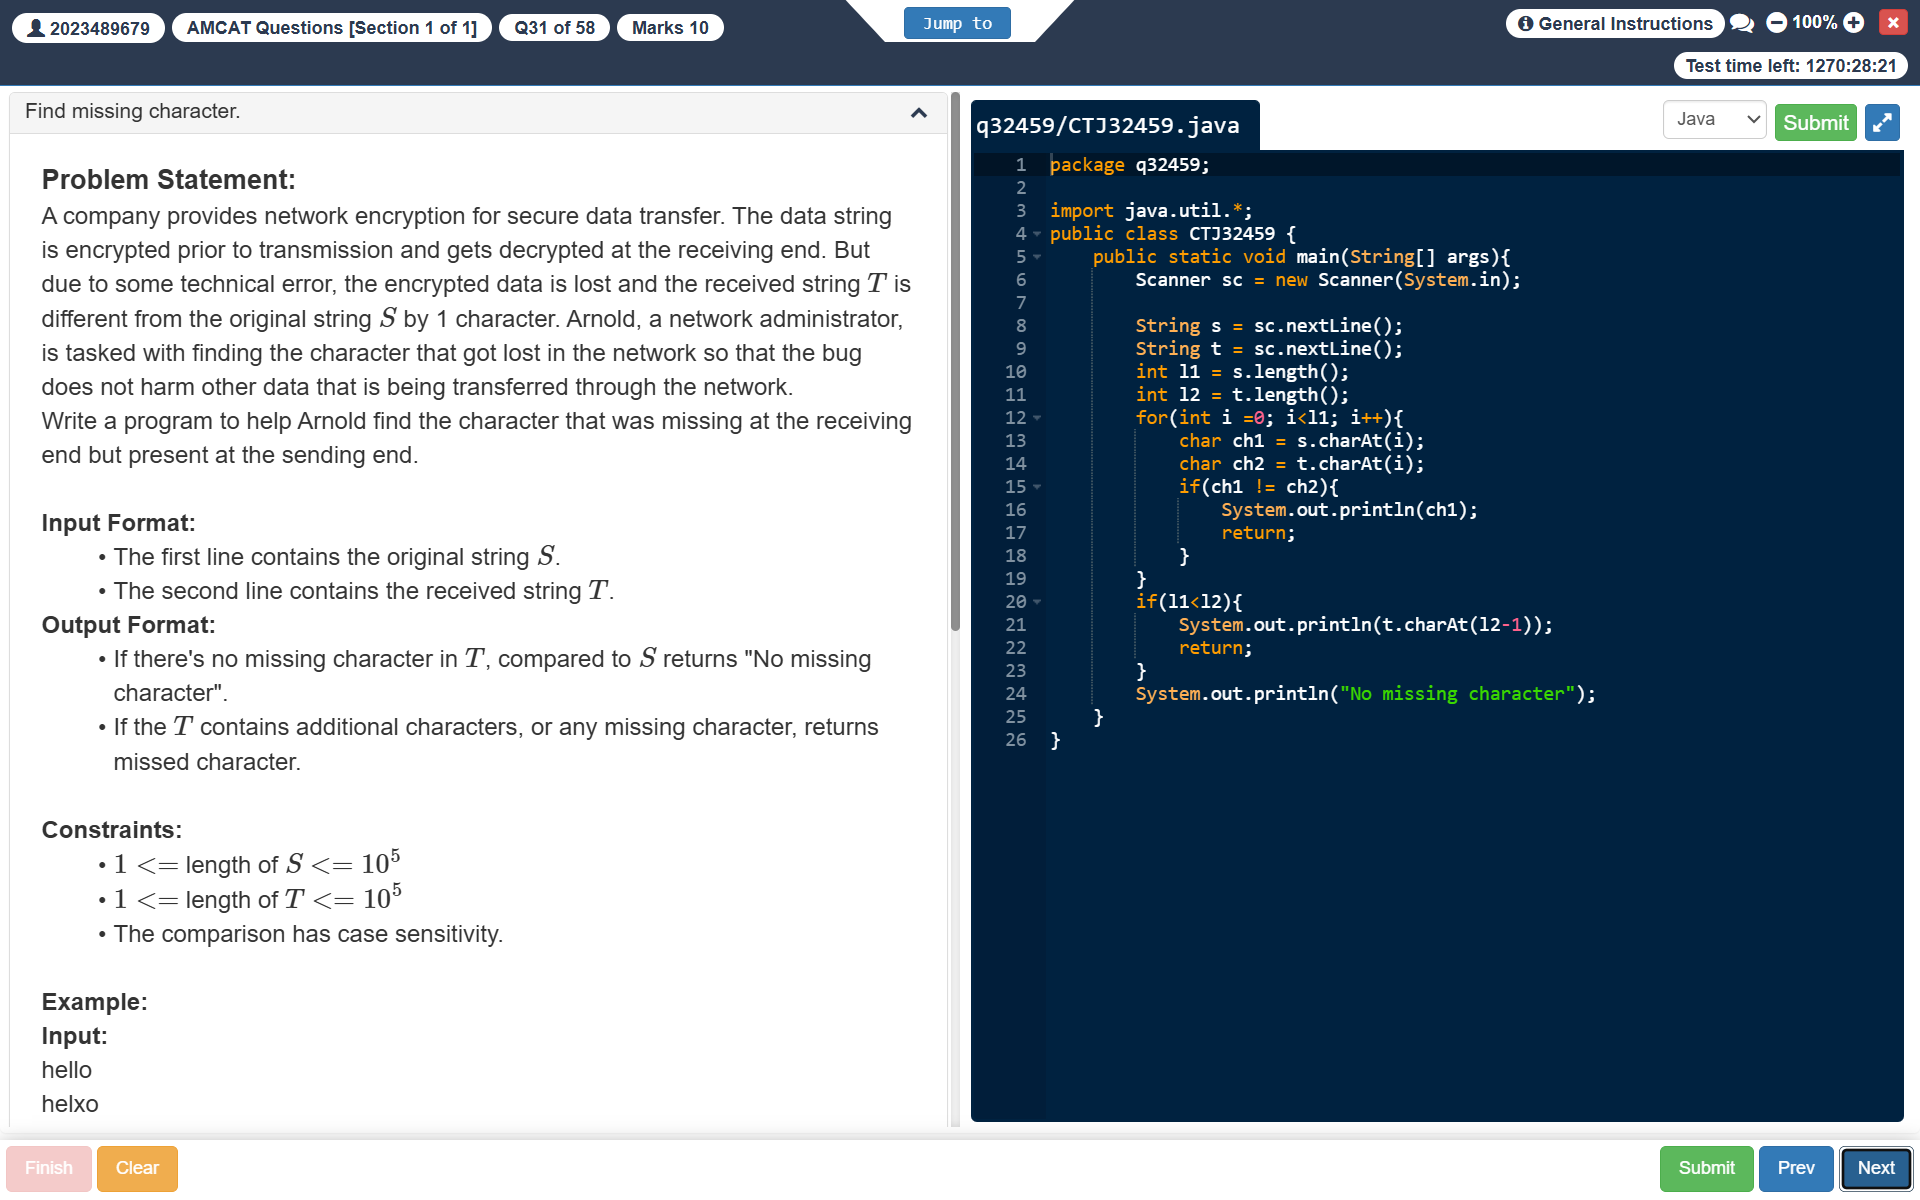 2023489679
AMCAT Questions [Section 1 of 1]
Q31 of 58
Marks 10
Jump to
General Instructions
100%
Test time left: 1270:28:21
Find missing character.
Problem Statement:
A company provides network encryption for secure data transfer. The data string
is encrypted prior to transmission and gets decrypted at the receiving end. But
due to some technical error, the encrypted data is lost and the received string T is
different from the original string S by 1 character. Arnold, a network administrator,
is tasked with finding the character that got lost in the network so that the bug
does not harm other data that is being transferred through the network.
Write a program to help Arnold find the character that was missing at the receiving
end but present at the sending end.
Input Format:
• The first line contains the original string S.
• The second line contains the received string T.
Output Format:
• If there's no missing character in T, compared to S returns "No missing
character".
• If the T contains additional characters, or any missing character, returns
missed character.
Constraints:
• 1 <= length of S <= 10⁵
• 1 <= length of T <= 10⁵
• The comparison has case sensitivity.
Example:
Input:
hello
helxo
q32459/CTJ32459.java
Java
Submit
1 package q32459;
2
3 import java.util.*;
4 public class CTJ32459 {
5     public static void main(String[] args){
6         Scanner sc = new Scanner(System.in);
7
8         String s = sc.nextLine();
9         String t = sc.nextLine();
10         int l1 = s.length();
11         int l2 = t.length();
12         for(int i =0; i<l1; i++){
13             char ch1 = s.charAt(i);
14             char ch2 = t.charAt(i);
15             if(ch1 != ch2){
16                 System.out.println(ch1);
17                 return;
18             }
19         }
20         if(l1<l2){
21             System.out.println(t.charAt(l2-1));
22             return;
23         }
24         System.out.println("No missing character");
25     }
26 }
Finish
Clear
Submit
Prev
Next